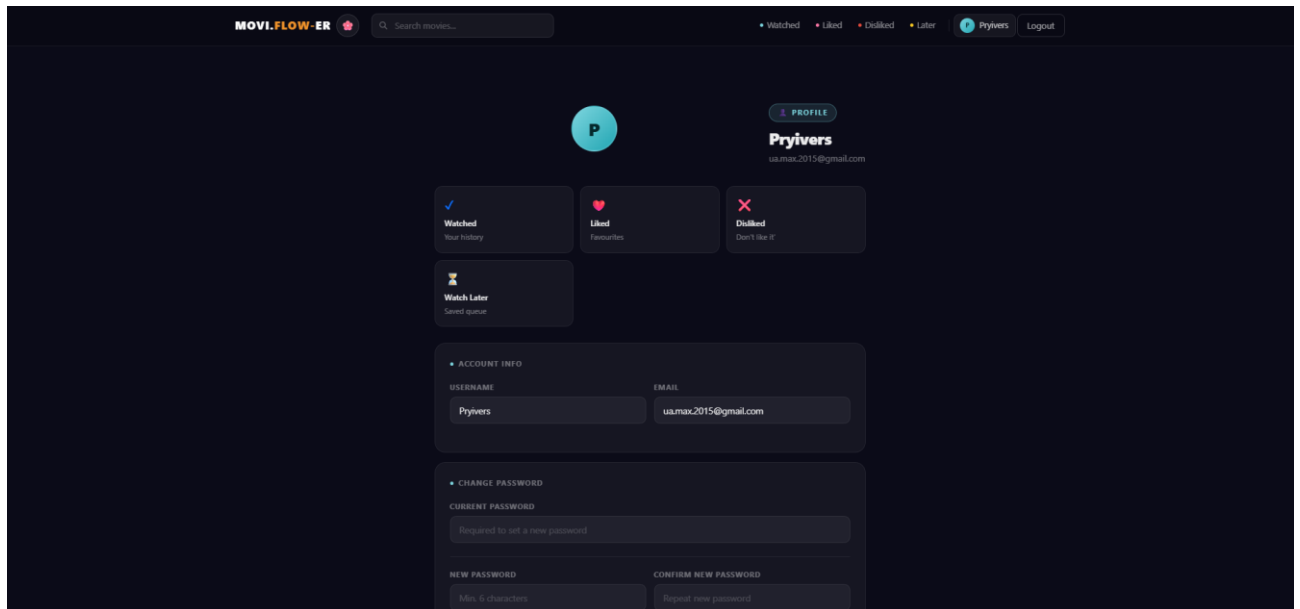 MOVI.FLOW-ER
Search movies...
Watched Liked Disliked Later P Pryivers Logout
P
PROFILE
Pryivers
ua.max.2015@gmail.com
Watched
Your history
Liked
Favourites
Disliked
Don't like it'
Watch Later
Saved queue
ACCOUNT INFO
USERNAME EMAIL
Pryivers ua.max.2015@gmail.com
CHANGE PASSWORD
CURRENT PASSWORD
Required to set a new password
NEW PASSWORD CONFIRM NEW PASSWORD
Min. 6 characters Repeat new password